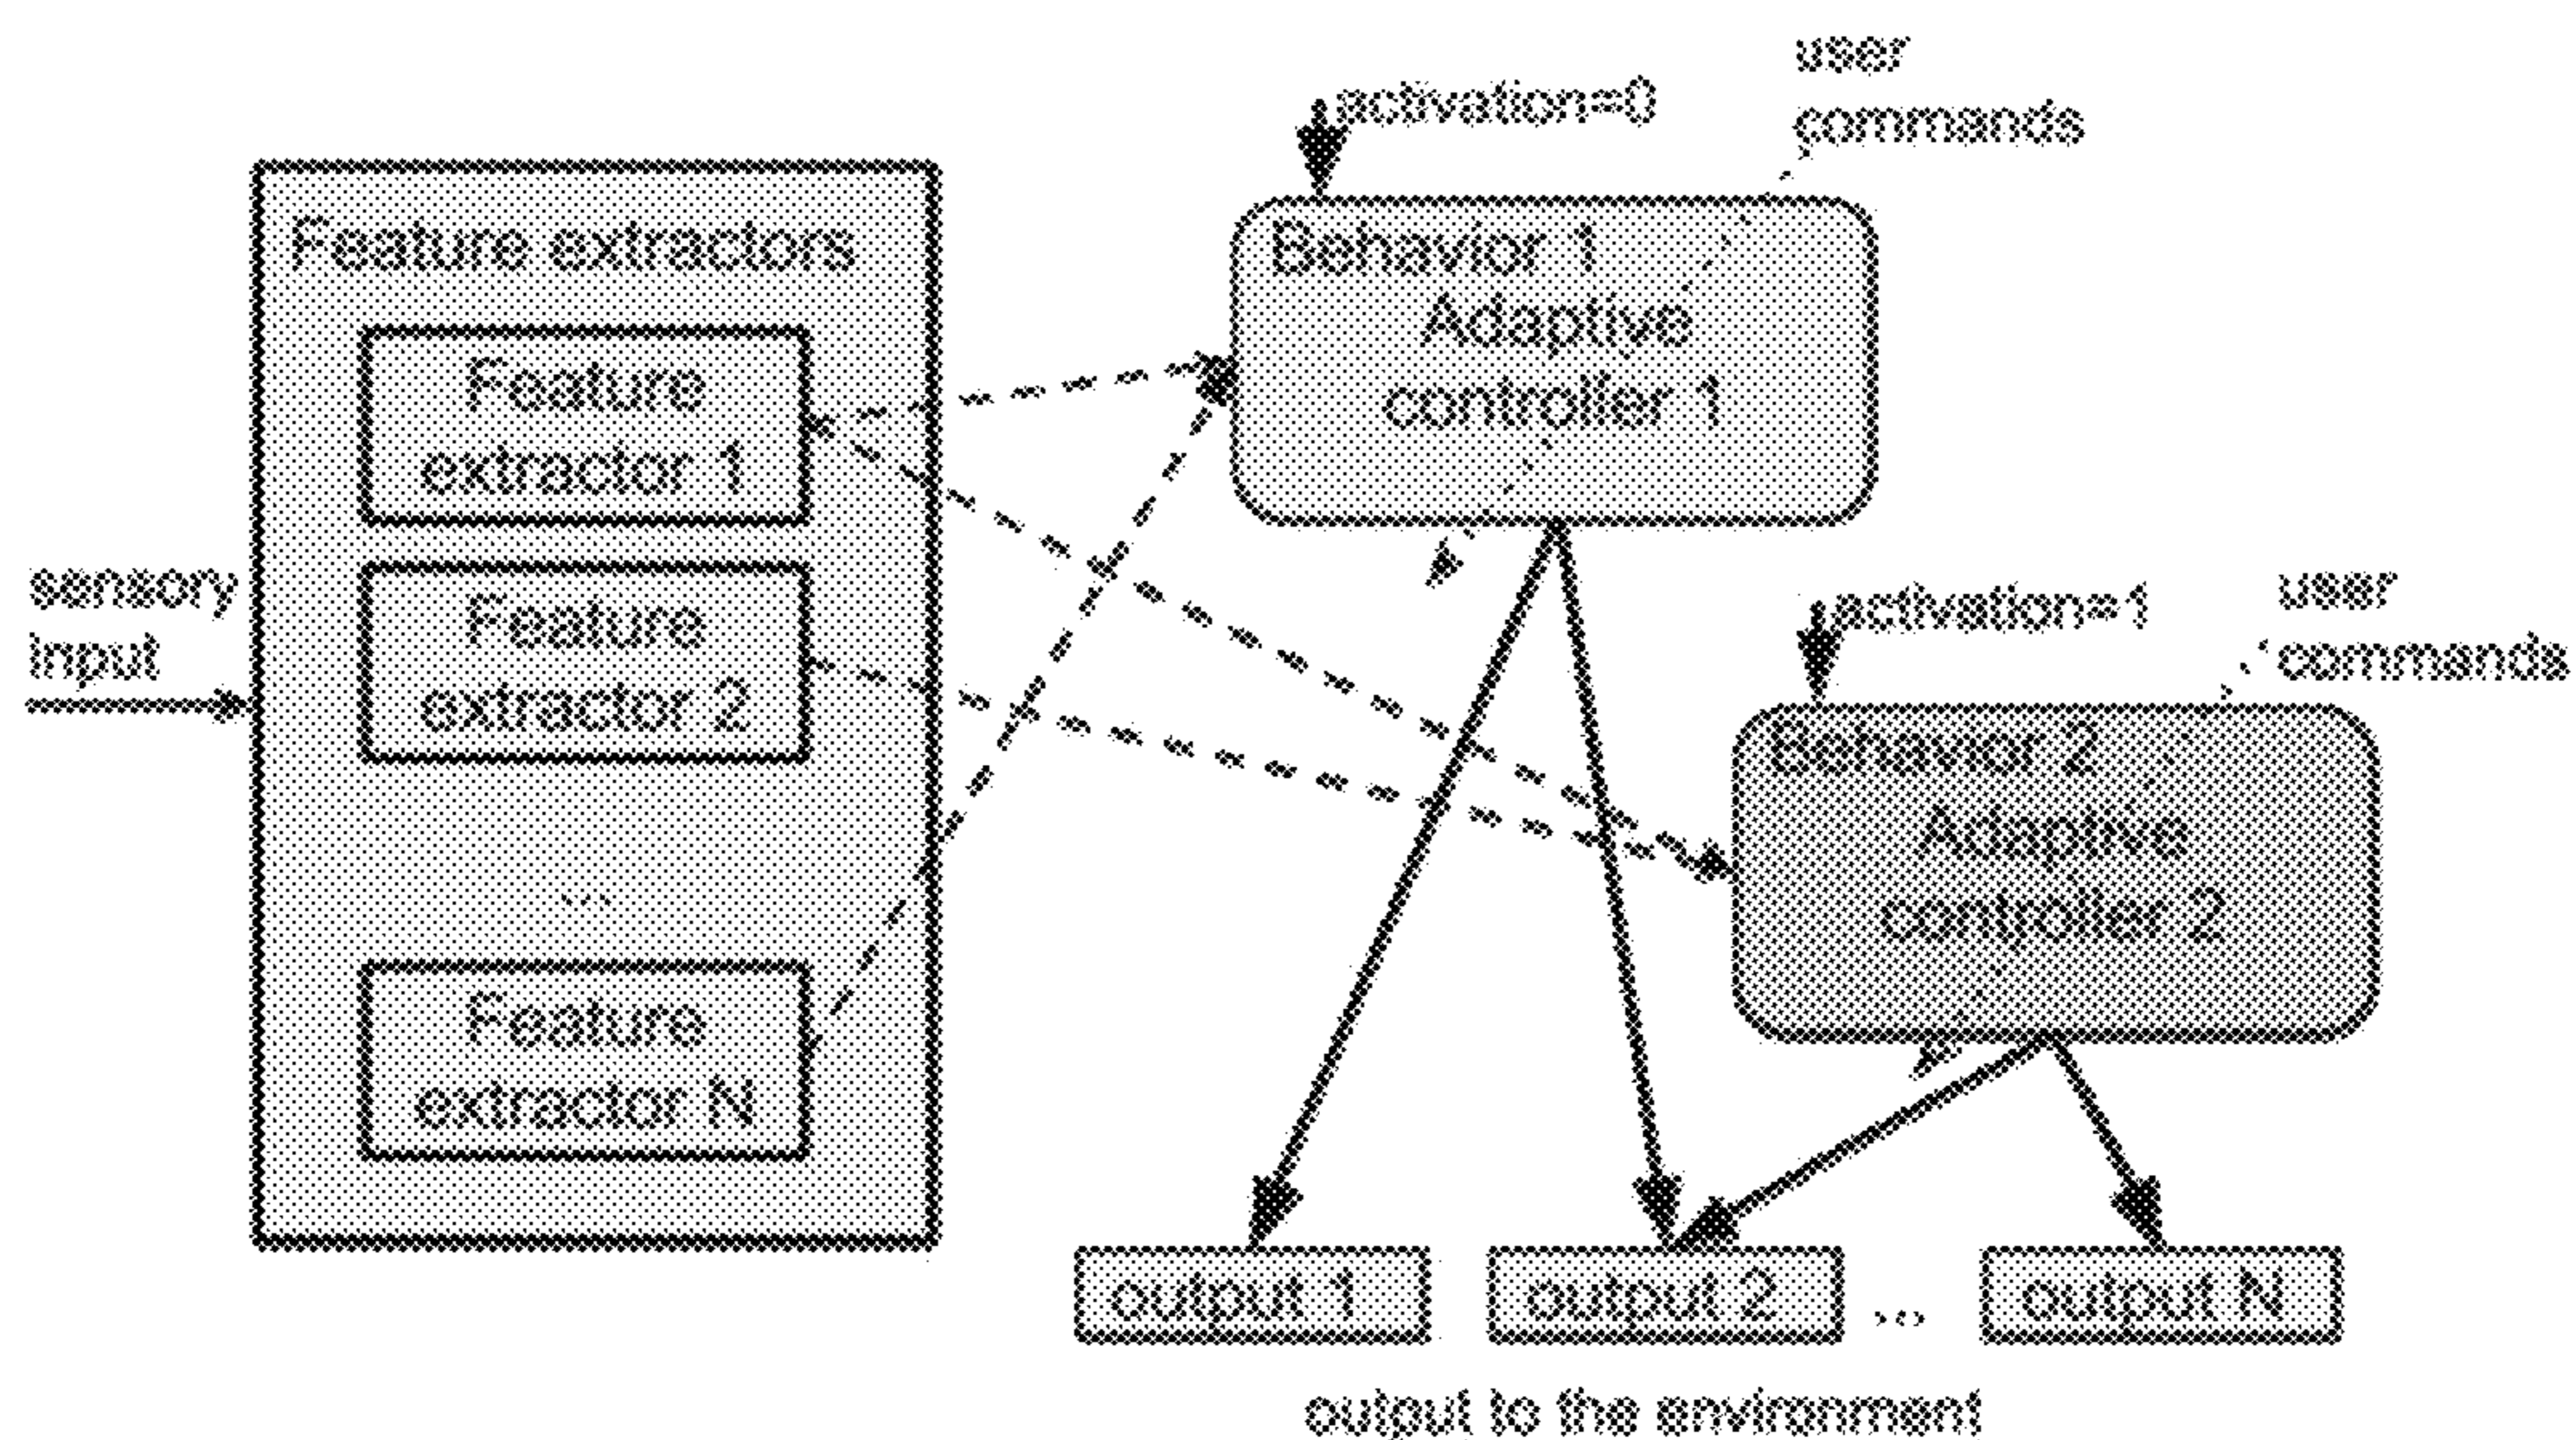 user
commands
activation=0
Feature extractors
Behavior 1
Adaptive
controller 1
Feature
extractor 1
sensory
input
Feature
extractor 2
activation=1
user
commands
Behavior 2
Adaptive
controller 2
...
Feature
extractor N
output 1
output 2
...
output N
output to the environment